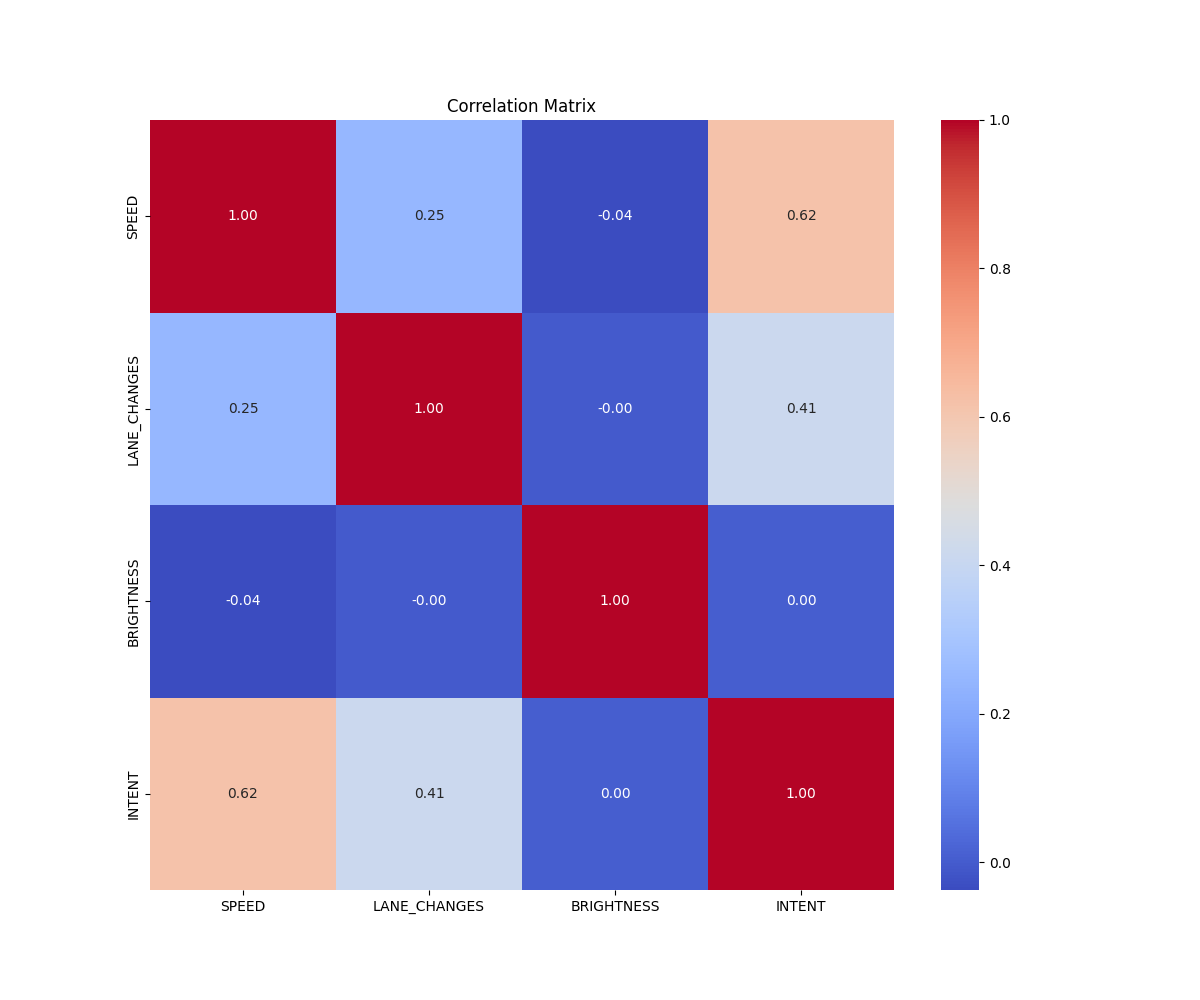 Correlation Matrix
SPEED 1.00 0.25 -0.04 0.62
LANE_CHANGES 0.25 1.00 -0.00 0.41
BRIGHTNESS -0.04 -0.00 1.00 0.00
INTENT 0.62 0.41 0.00 1.00
SPEED LANE_CHANGES BRIGHTNESS INTENT
1.0
0.8
0.6
0.4
0.2
0.0